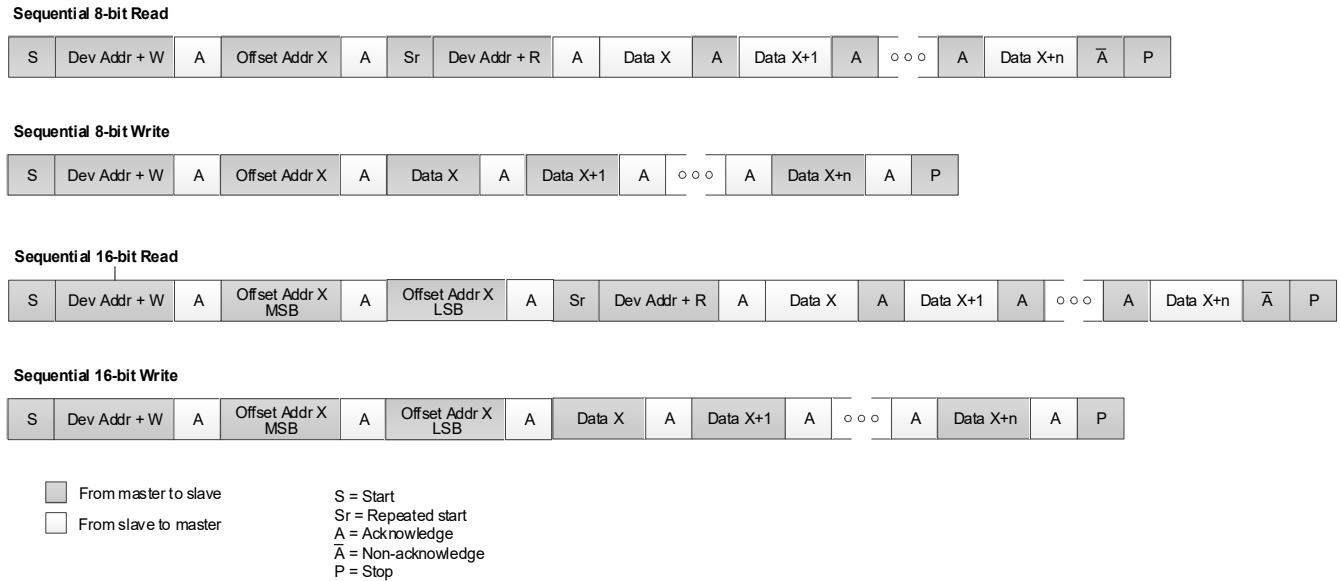 Sequential 8-bit Read
S Dev Addr + W A Offset Addr X A Sr Dev Addr + R A Data X A Data X+1 A ○○○ A Data X+n A̅ P
Sequential 8-bit Write
S Dev Addr + W A Offset Addr X A Data X A Data X+1 A ○○○ A Data X+n A P
Sequential 16-bit Read
S Dev Addr + W A Offset Addr X MSB A Offset Addr X LSB A Sr Dev Addr + R A Data X A Data X+1 A ○○○ A Data X+n A̅ P
Sequential 16-bit Write
S Dev Addr + W A Offset Addr X MSB A Offset Addr X LSB A Data X A Data X+1 A ○○○ A Data X+n A P
From master to slave
From slave to master
S = Start
Sr = Repeated start
A = Acknowledge
A̅ = Non-acknowledge
P = Stop